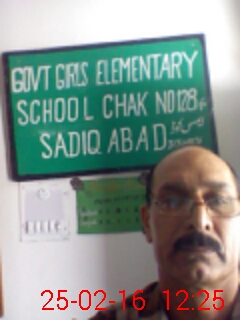 GOVT GIRLS ELEMENTARY
SCHOOL CHAK NO 128
SADIQ ABAD
25-02-16 12:25